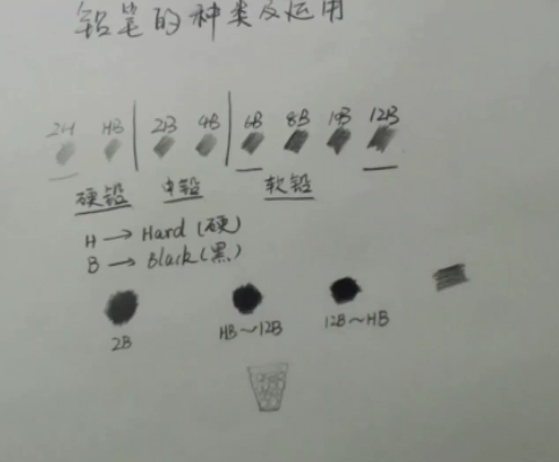 铅笔的种类及运用
2H HB 2B 4B 6B 8B 10B 12B
硬铅 中铅 软铅
H → Hard (硬)
B → Black (黑)
2B HB～12B 12B～HB